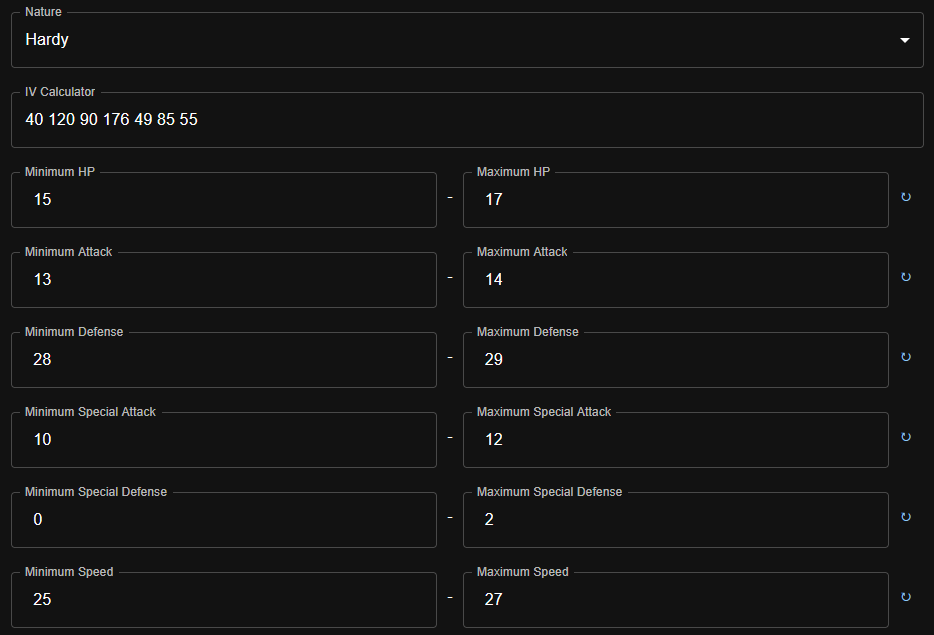 Nature
Hardy
IV Calculator
40 120 90 176 49 85 55
Minimum HP Maximum HP
15 - 17 ↻
Minimum Attack Maximum Attack
13 - 14 ↻
Minimum Defense Maximum Defense
28 - 29 ↻
Minimum Special Attack Maximum Special Attack
10 - 12 ↻
Minimum Special Defense Maximum Special Defense
0 - 2 ↻
Minimum Speed Maximum Speed
25 - 27 ↻